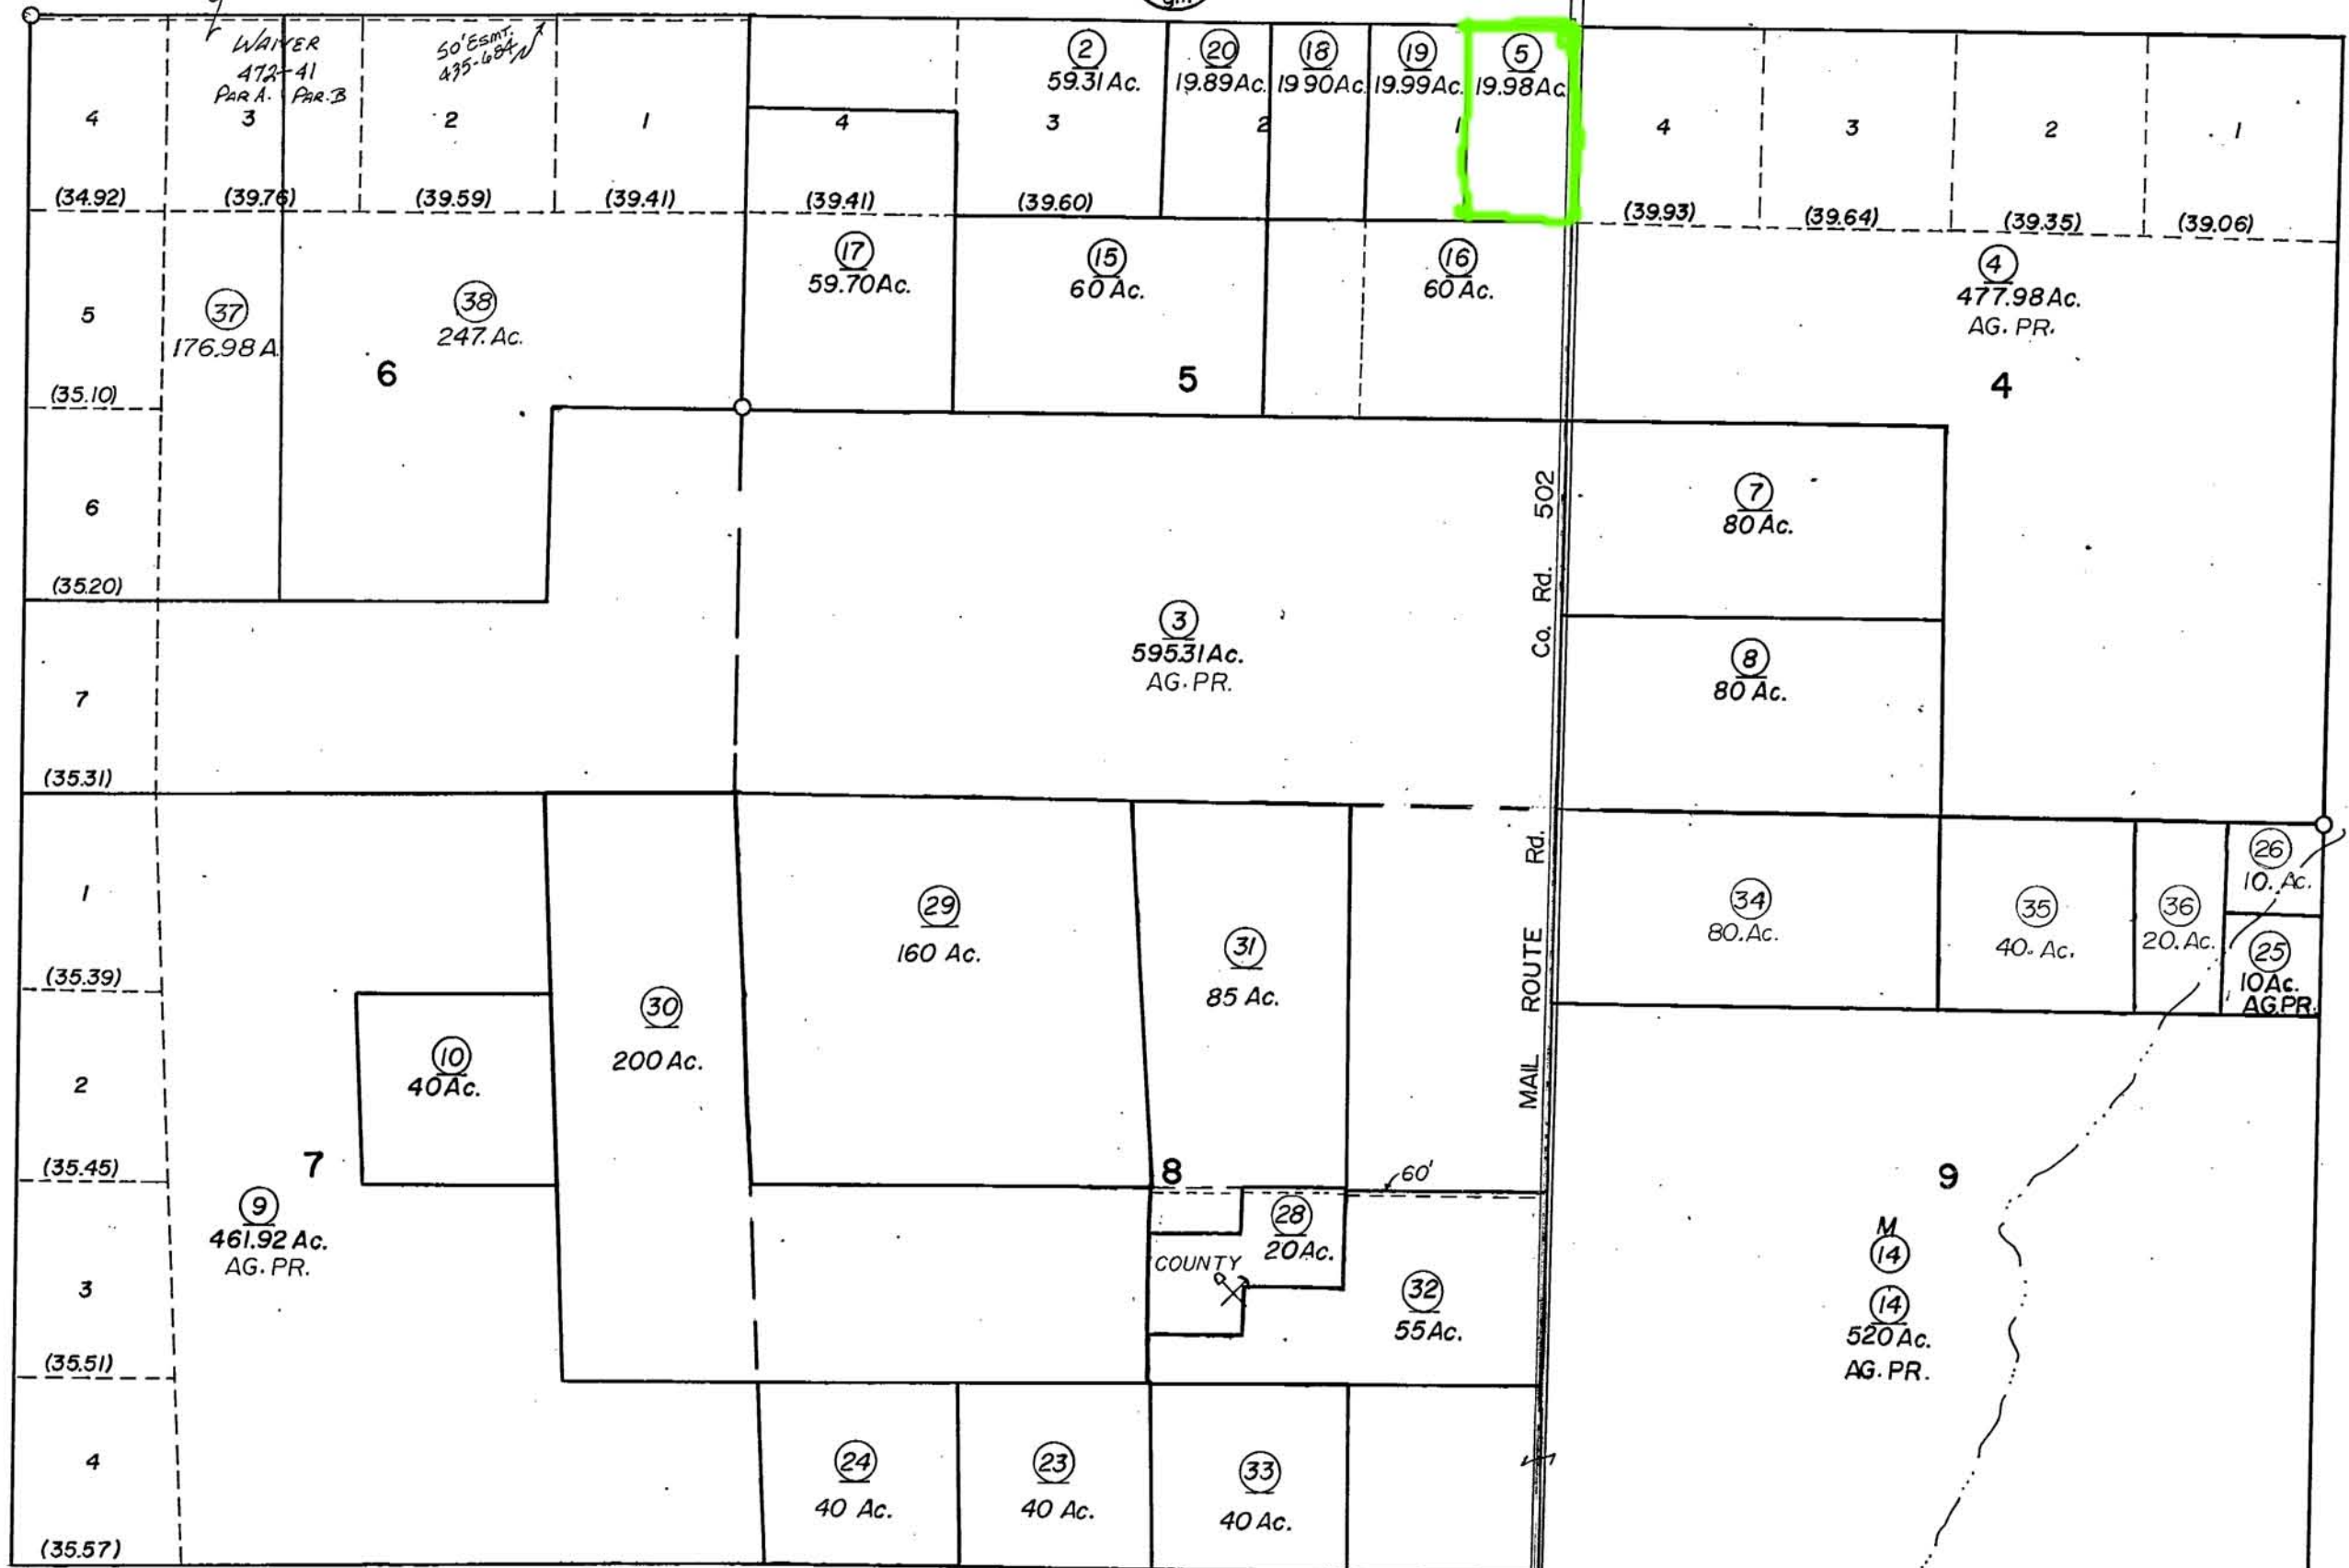 WAIVER
472-41
PAR A. PAR.B
50' ESMT.
435-684
4
3
2
1
(34.92)
(39.76)
(39.59)
(39.41)
4
3
2
1
(39.41)
(39.60)
2
59.31 Ac.
20
19.89 Ac.
18
19 90 Ac.
19
19.99 Ac.
5
19.98 Ac
4
3
2
1
(39.93)
(39.64)
(39.35)
(39.06)
5
37
176.98 A
38
247. Ac.
6
17
59.70 Ac.
15
60 Ac.
16
60 Ac.
5
4
477.98 Ac.
AG. PR.
4
(35.10)
6
(35.20)
7
(35.31)
3
595.31 Ac.
AG. PR.
Co. Rd. 502
7
80 Ac.
8
80 Ac.
MAIL ROUTE Rd.
1
(35.39)
2
(35.45)
3
(35.51)
4
(35.57)
7
9
461.92 Ac.
AG. PR.
10
40 Ac.
30
200 Ac.
29
160 Ac.
31
85 Ac.
8
60'
28
20 Ac.
COUNTY
32
55 Ac.
24
40 Ac.
23
40 Ac.
33
40 Ac.
34
80. Ac.
35
40. Ac.
36
20. Ac.
26
10. Ac.
25
10 Ac.
AG.PR.
9
M
14
14
520 Ac.
AG. PR.